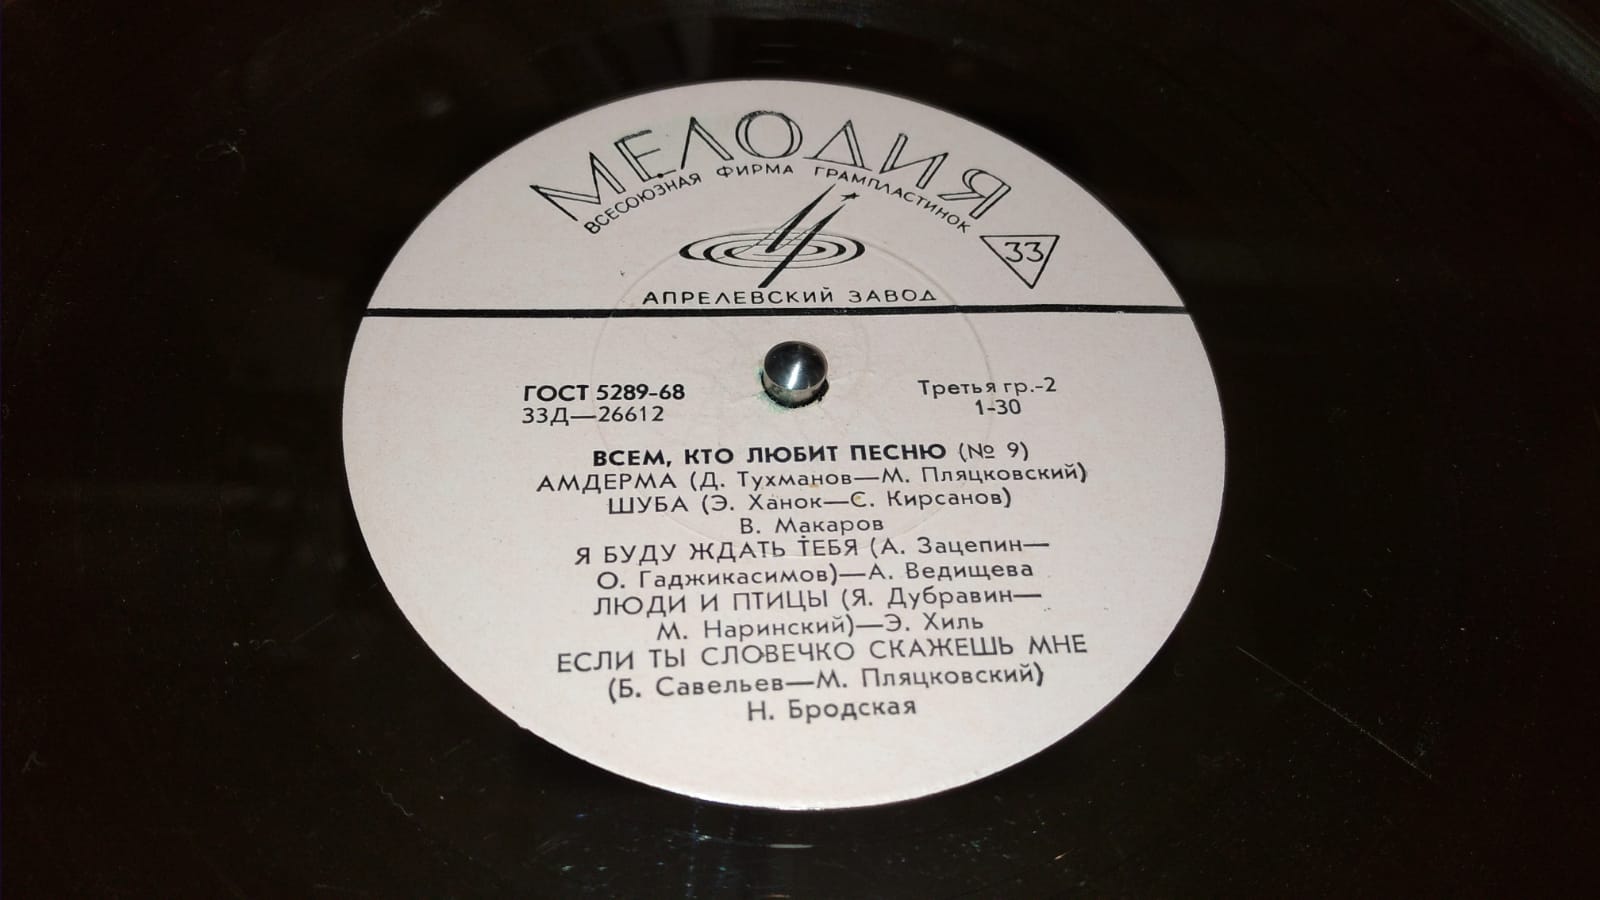 МЕЛОДИЯ
ВСЕСОЮЗНАЯ ФИРМА ГРАМПЛАСТИНОК
33
АПРЕЛЕВСКИЙ ЗАВОД
ГОСТ 5289-68
33Д—26612
Третья гр.-2
1-30
ВСЕМ, КТО ЛЮБИТ ПЕСНЮ (№ 9)
АМДЕРМА (Д. Тухманов—М. Пляцковский)
ШУБА (Э. Ханок—С. Кирсанов)
В. Макаров
Я БУДУ ЖДАТЬ ТЕБЯ (А. Зацепин—
О. Гаджикасимов)—А. Ведищева
ЛЮДИ И ПТИЦЫ (Я. Дубравин—
М. Наринский)—Э. Хиль
ЕСЛИ ТЫ СЛОВЕЧКО СКАЖЕШЬ МНЕ
(Б. Савельев—М. Пляцковский)
Н. Бродская